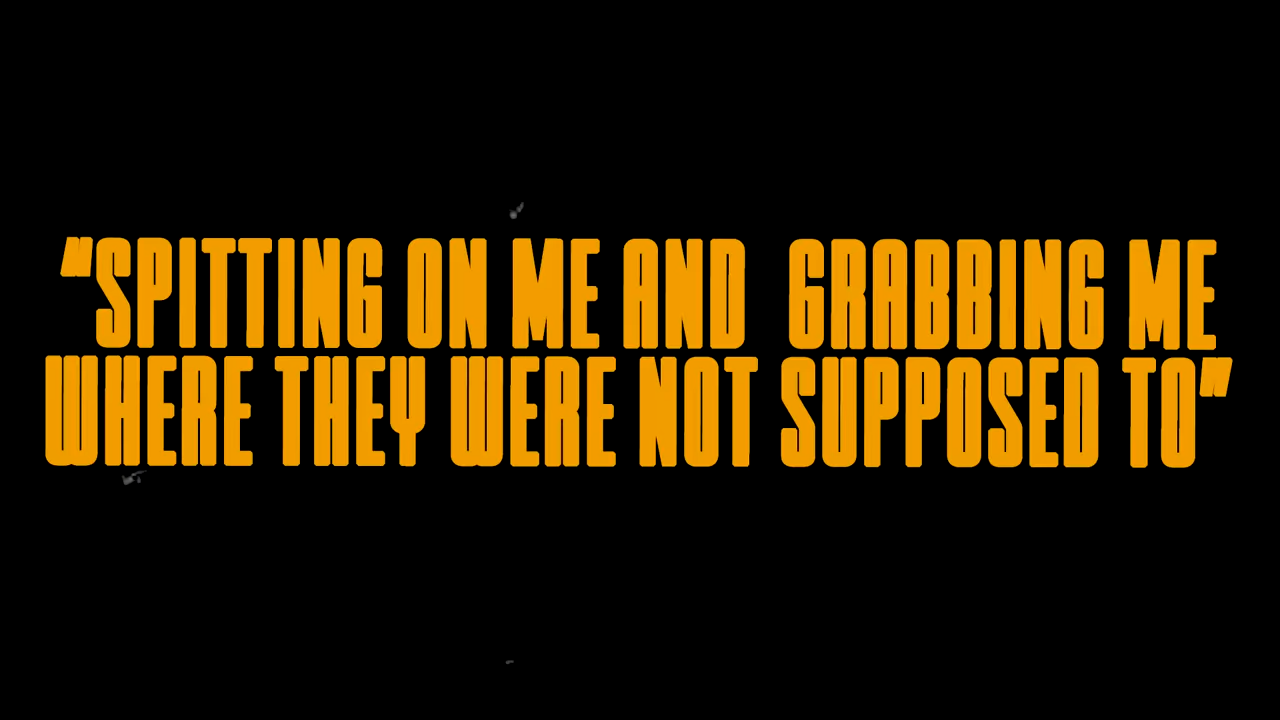 "SPITTING ON ME AND  GRABBING ME
WHERE THEY WERE NOT SUPPOSED TO"